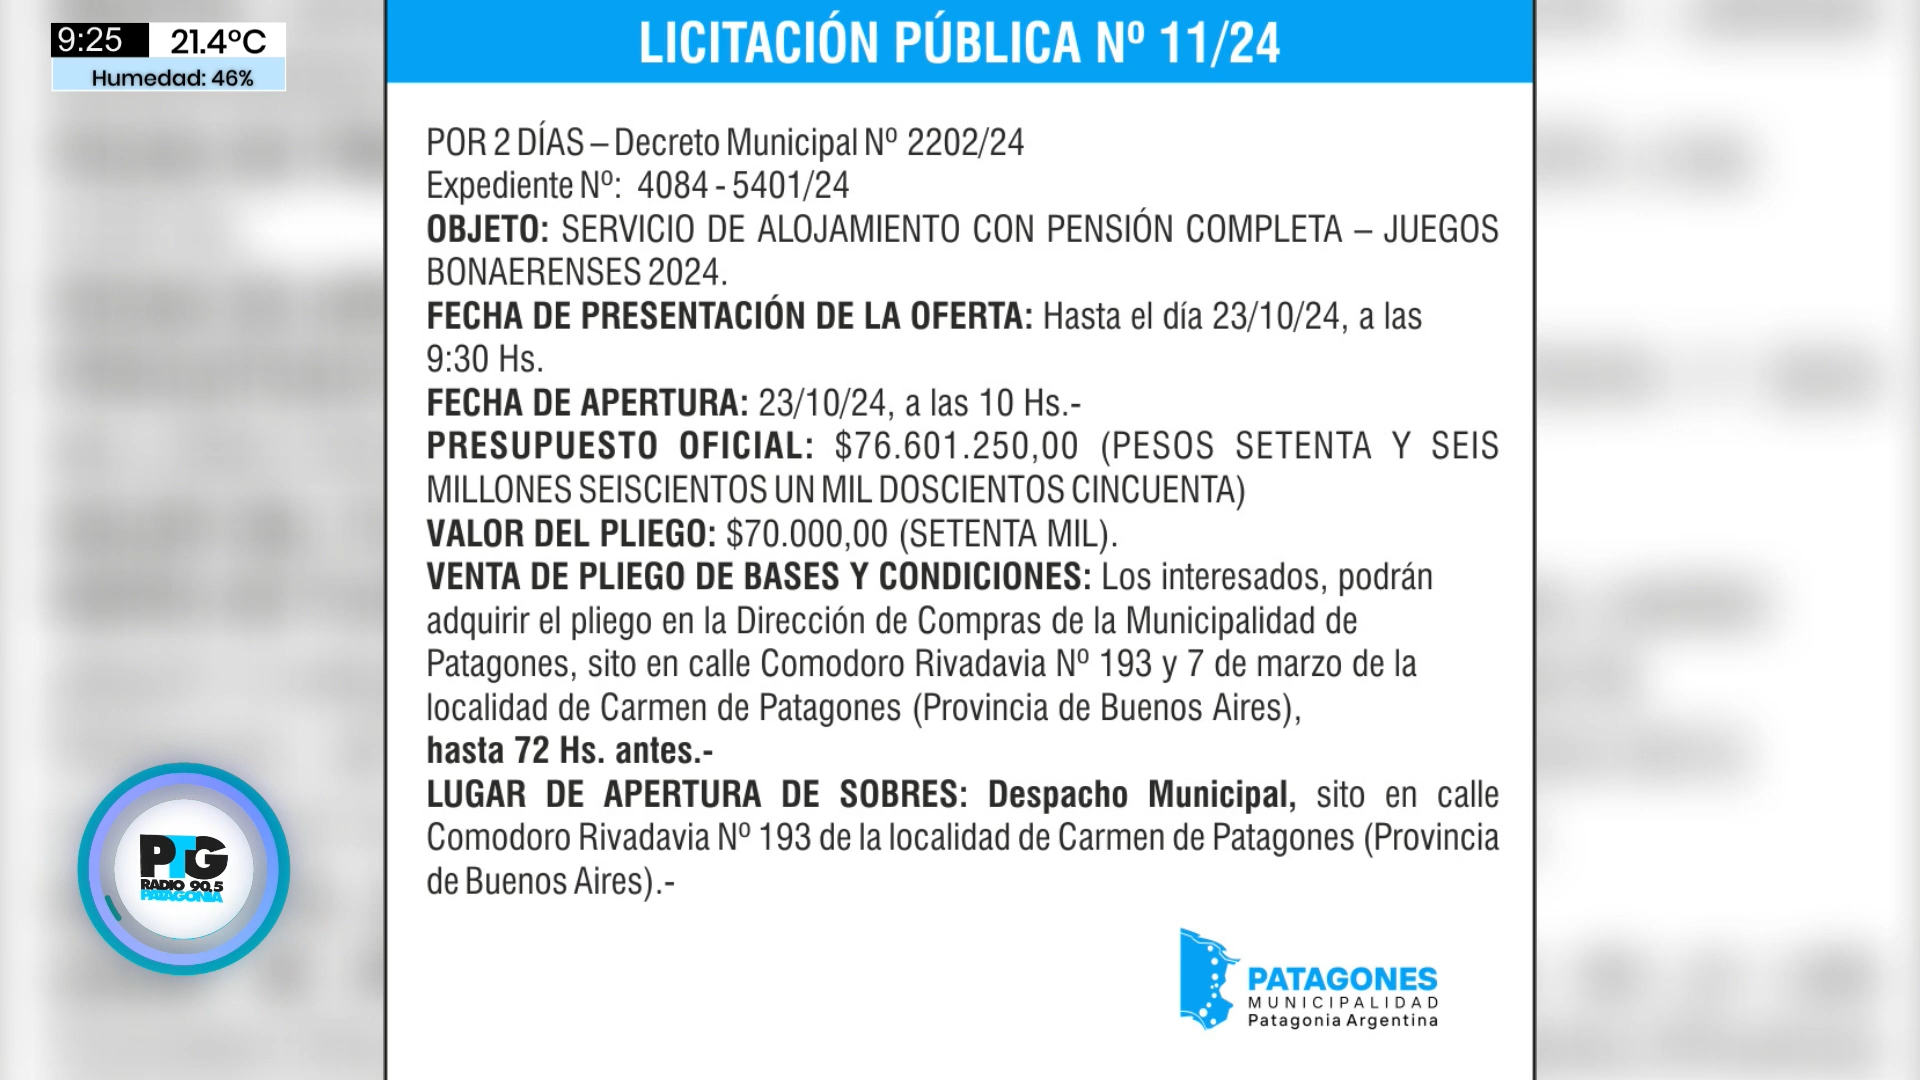 9:25
21.4°C
Humedad: 46%
LICITACIÓN PÚBLICA Nº 11/24
POR 2 DÍAS – Decreto Municipal Nº 2202/24
Expediente Nº: 4084 - 5401/24
OBJETO: SERVICIO DE ALOJAMIENTO CON PENSIÓN COMPLETA – JUEGOS
BONAERENSES 2024.
FECHA DE PRESENTACIÓN DE LA OFERTA: Hasta el día 23/10/24, a las
9:30 Hs.
FECHA DE APERTURA: 23/10/24, a las 10 Hs.-
PRESUPUESTO OFICIAL: $76.601.250,00 (PESOS SETENTA Y SEIS
MILLONES SEISCIENTOS UN MIL DOSCIENTOS CINCUENTA)
VALOR DEL PLIEGO: $70.000,00 (SETENTA MIL).
VENTA DE PLIEGO DE BASES Y CONDICIONES: Los interesados, podrán
adquirir el pliego en la Dirección de Compras de la Municipalidad de
Patagones, sito en calle Comodoro Rivadavia Nº 193 y 7 de marzo de la
localidad de Carmen de Patagones (Provincia de Buenos Aires),
hasta 72 Hs. antes.-
LUGAR DE APERTURA DE SOBRES: Despacho Municipal, sito en calle
Comodoro Rivadavia Nº 193 de la localidad de Carmen de Patagones (Provincia
de Buenos Aires).-
PTG
RADIO 90.5
PATAGONIA
PATAGONES
MUNICIPALIDAD
Patagonia Argentina